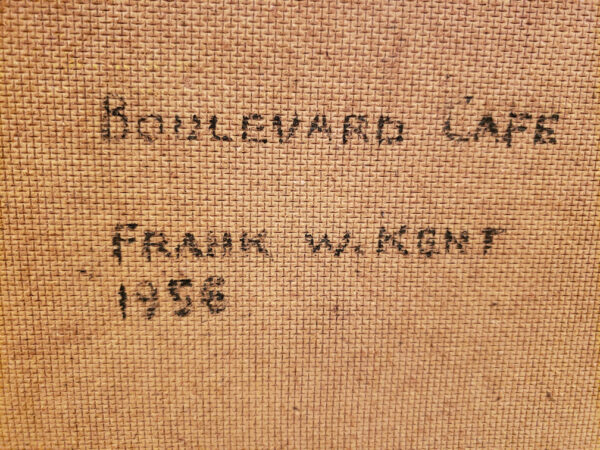 BOULEVARD CAFE
FRANK W. KENT
1956